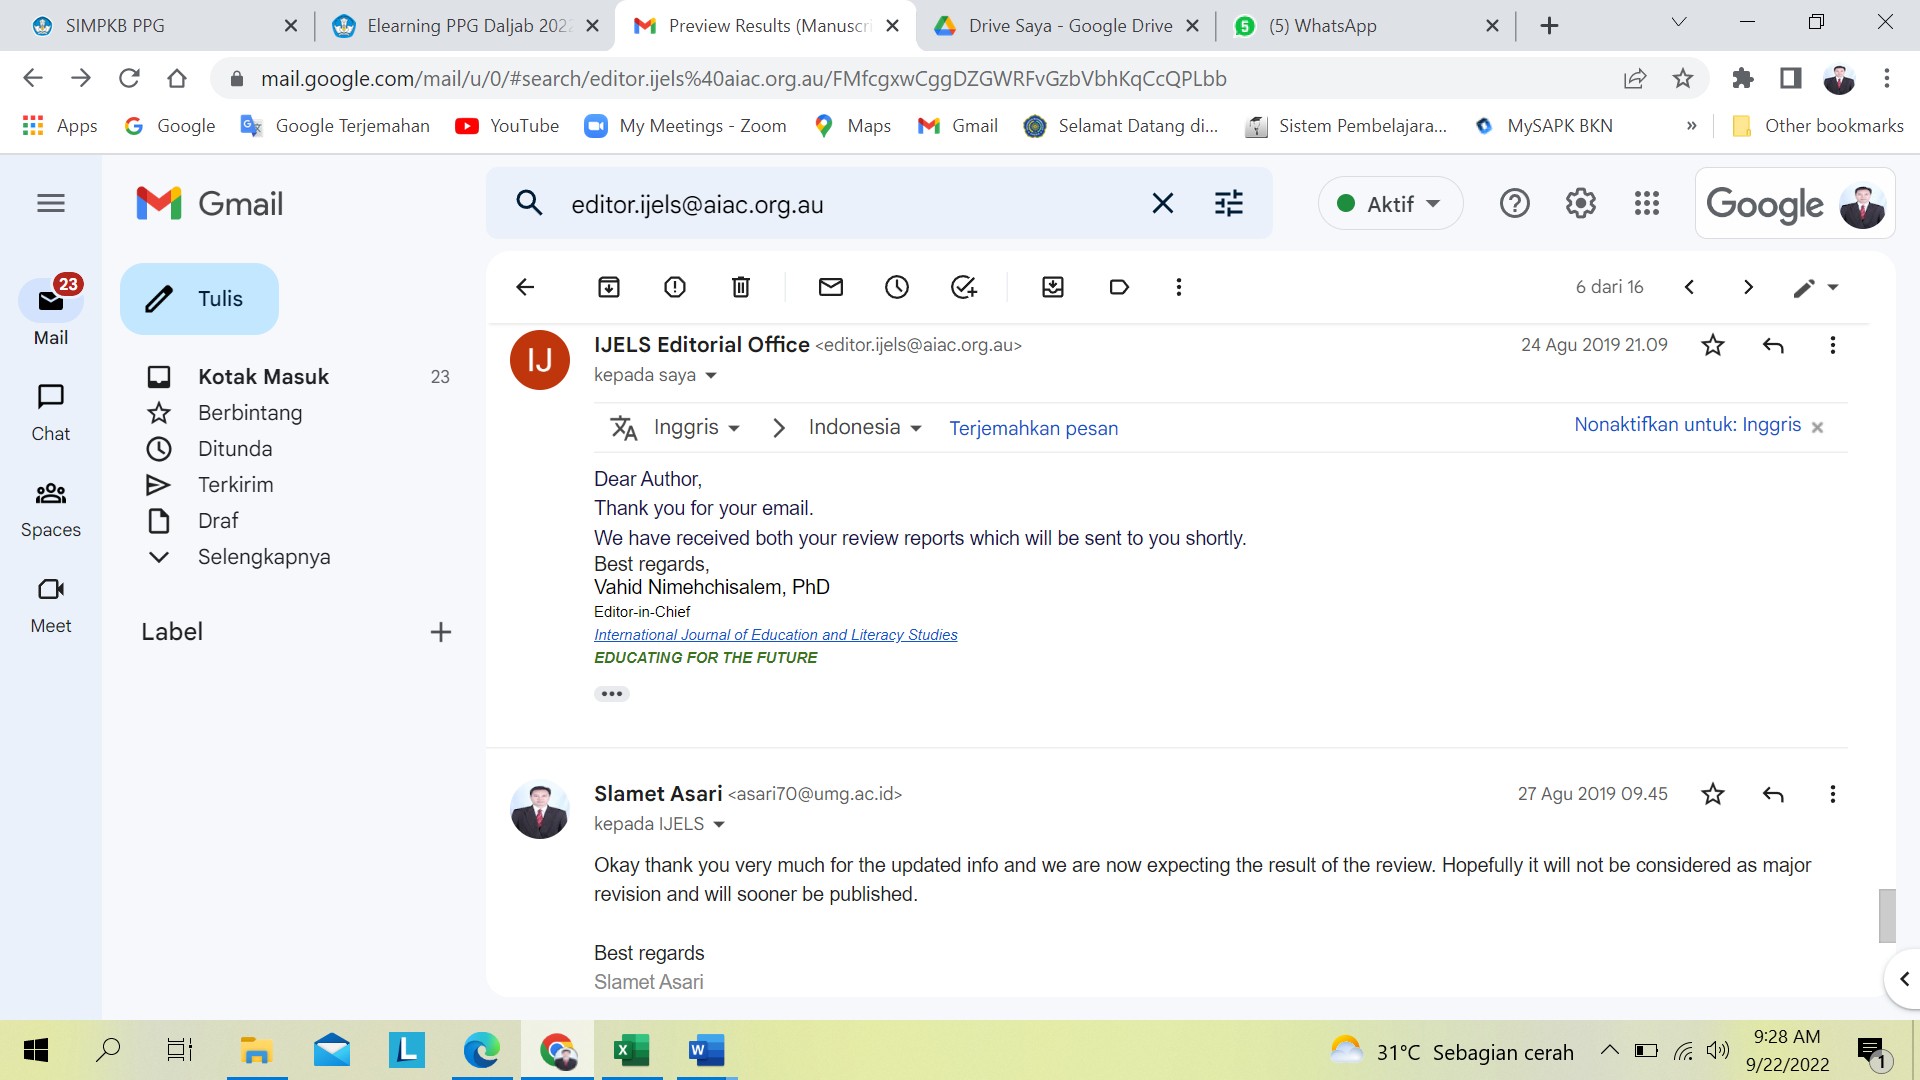 SIMPKB PPG
Elearning PPG Daljab 2022
Preview Results (Manuscri
Drive Saya - Google Drive
5
(5) WhatsApp
mail.google.com/mail/u/0/#search/editor.ijels%40aiac.org.au/FMfcgxwCggDZGWRFvGzbVbhKqCcQPLbb
Apps
Google
Google Terjemahan
YouTube
My Meetings - Zoom
Maps
Gmail
Selamat Datang di...
Sistem Pembelajara...
MySAPK BKN
»
Other bookmarks
Gmail
editor.ijels@aiac.org.au
Aktif
Google
23
Mail
Chat
Spaces
Meet
Tulis
Kotak Masuk 23
Berbintang
Ditunda
Terkirim
Draf
Selengkapnya
Label
6 dari 16
IJ
IJELS Editorial Office <editor.ijels@aiac.org.au>
24 Agu 2019 21.09
kepada saya
Inggris
Indonesia
Terjemahkan pesan
Nonaktifkan untuk: Inggris
Dear Author,
Thank you for your email.
We have received both your review reports which will be sent to you shortly.
Best regards,
Vahid Nimehchisalem, PhD
Editor-in-Chief
International Journal of Education and Literacy Studies
EDUCATING FOR THE FUTURE
Slamet Asari <asari70@umg.ac.id>
27 Agu 2019 09.45
kepada IJELS
Okay thank you very much for the updated info and we are now expecting the result of the review. Hopefully it will not be considered as major
revision and will sooner be published.
Best regards
Slamet Asari
L
X
W
31°C Sebagian cerah
9:28 AM
9/22/2022
1